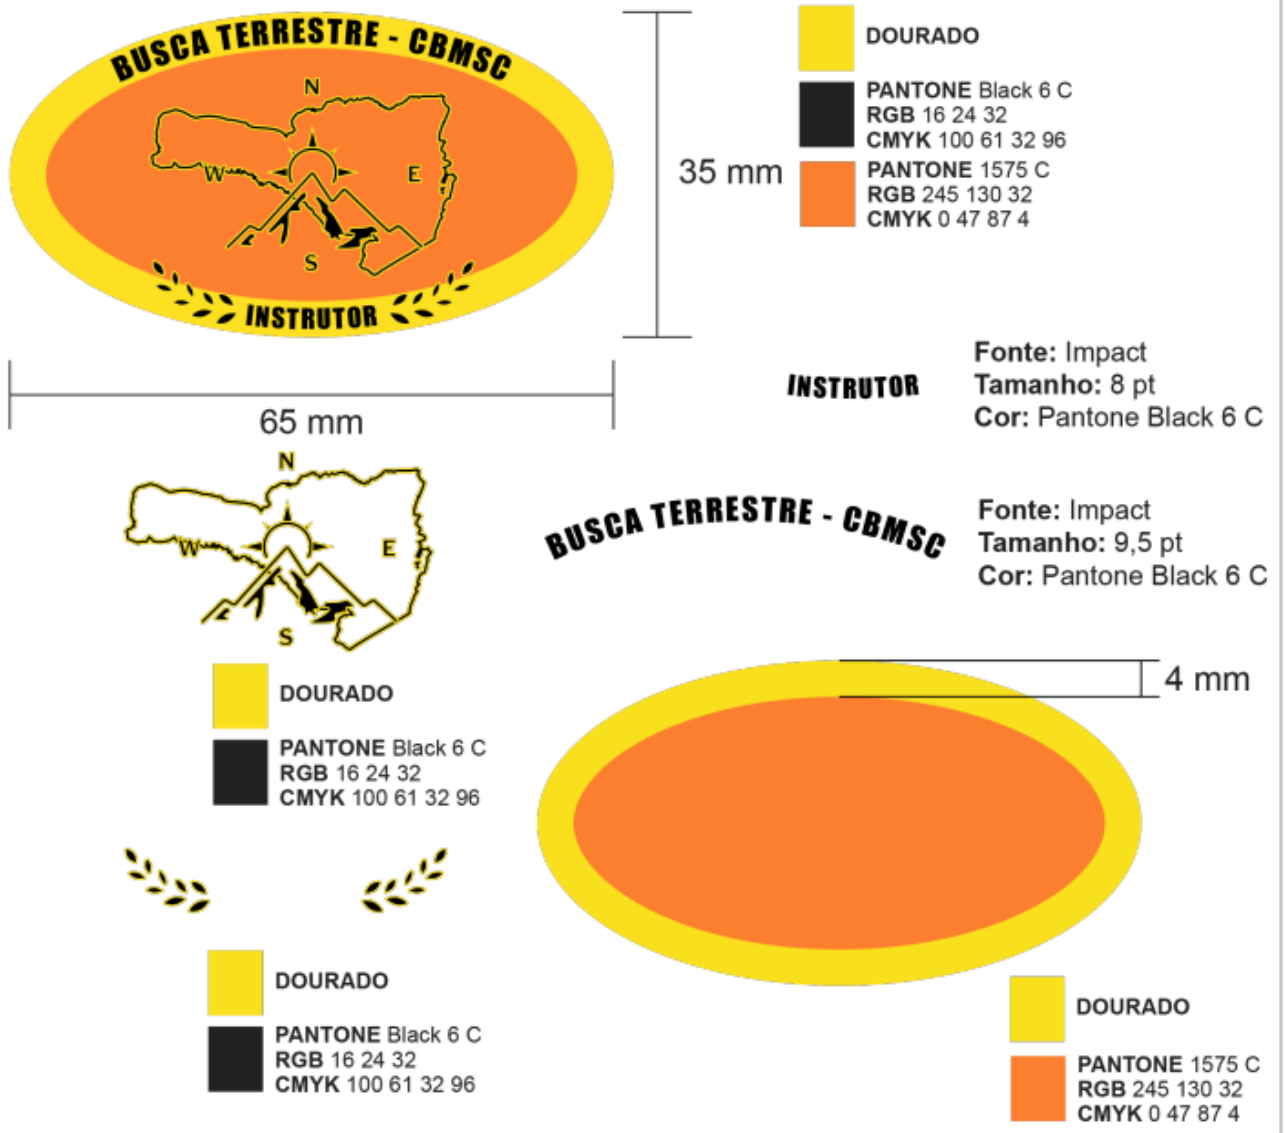 BUSCA TERRESTRE - CBMSC
N
W
E
S
INSTRUTOR
35 mm
65 mm
DOURADO
PANTONE Black 6 C
RGB 16 24 32
CMYK 100 61 32 96
PANTONE 1575 C
RGB 245 130 32
CMYK 0 47 87 4
INSTRUTOR
Fonte: Impact
Tamanho: 8 pt
Cor: Pantone Black 6 C
N
W
E
S
BUSCA TERRESTRE - CBMSC
Fonte: Impact
Tamanho: 9,5 pt
Cor: Pantone Black 6 C
DOURADO
PANTONE Black 6 C
RGB 16 24 32
CMYK 100 61 32 96
4 mm
DOURADO
PANTONE Black 6 C
RGB 16 24 32
CMYK 100 61 32 96
DOURADO
PANTONE 1575 C
RGB 245 130 32
CMYK 0 47 87 4